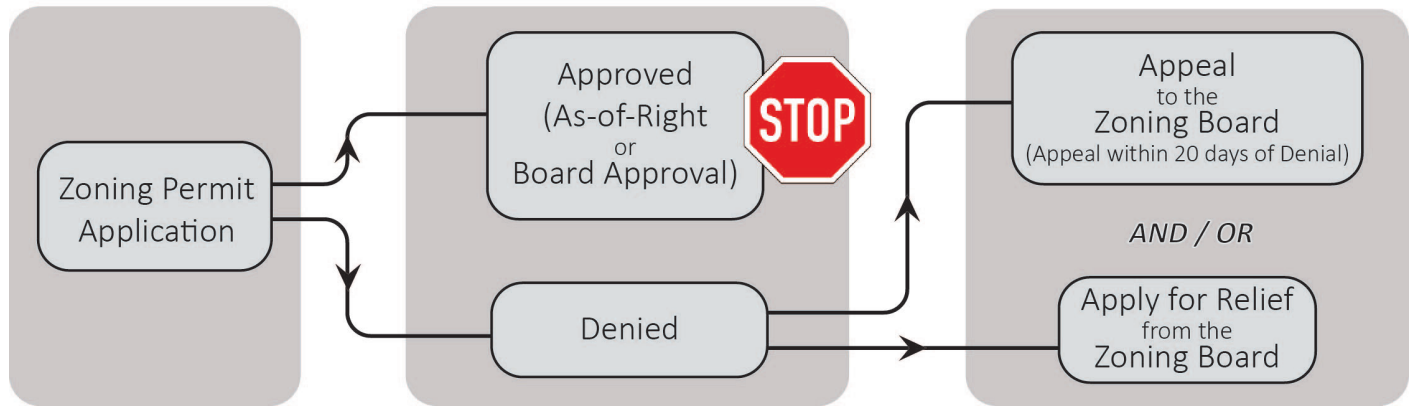 Zoning Permit
Application
Approved
(As-of-Right
or
Board Approval)
STOP
Denied
Appeal
to the
Zoning Board
(Appeal within 20 days of Denial)
AND / OR
Apply for Relief
from the
Zoning Board